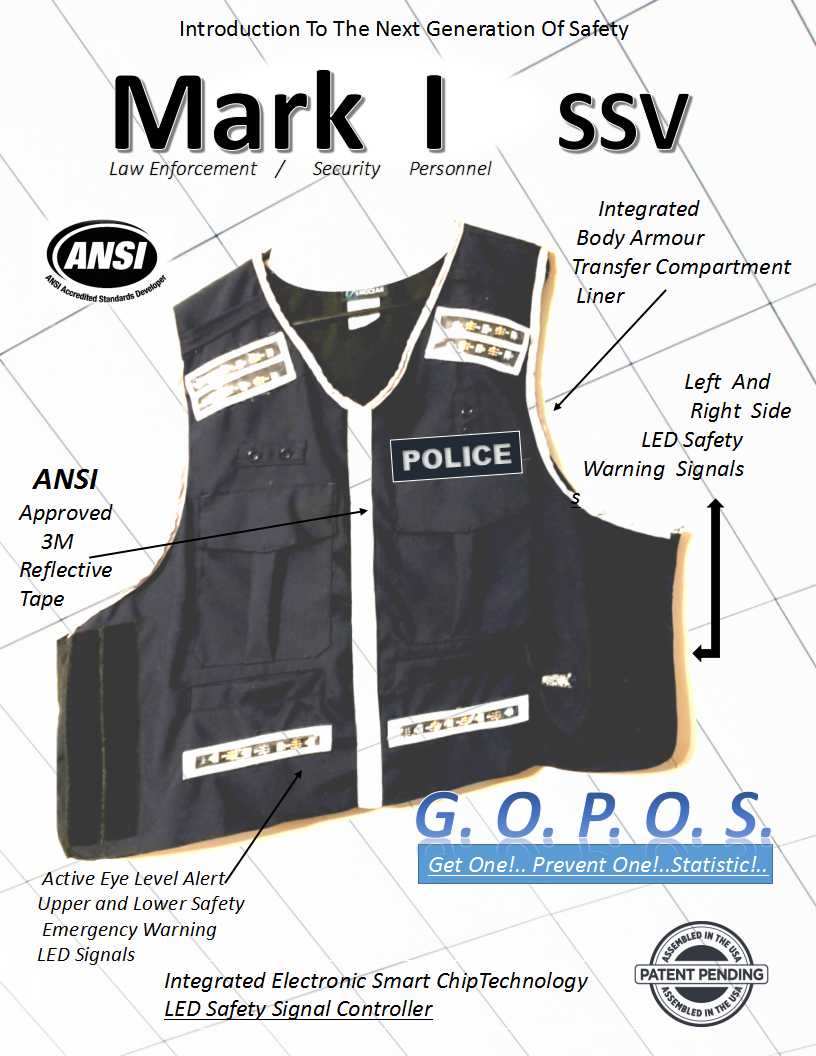 Introduction To The Next Generation Of Safety
Mark I SSV
Law Enforcement / Security Personnel
Integrated
Body Armour
Transfer Compartment
Liner
ANSI
ANSI Accredited Standards Developer
Left And
Right Side
LED Safety
Warning Signals
s
POLICE
ANSI
Approved
3M
Reflective
Tape
G. O. P. O. S.
Get One!.. Prevent One!..Statistic!..
Active Eye Level Alert
Upper and Lower Safety
Emergency Warning
LED Signals
ASSEMBLED IN THE USA
PATENT PENDING
ASSEMBLED IN THE USA
Integrated Electronic Smart ChipTechnology
LED Safety Signal Controller